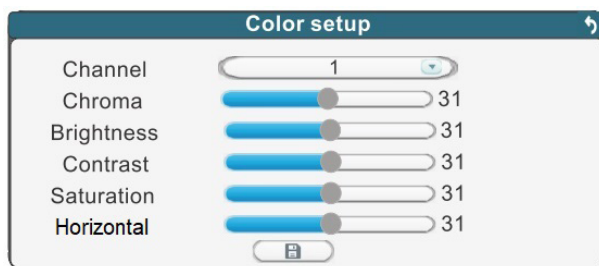 Color setup
Channel 1
Chroma 31
Brightness 31
Contrast 31
Saturation 31
Horizontal 31